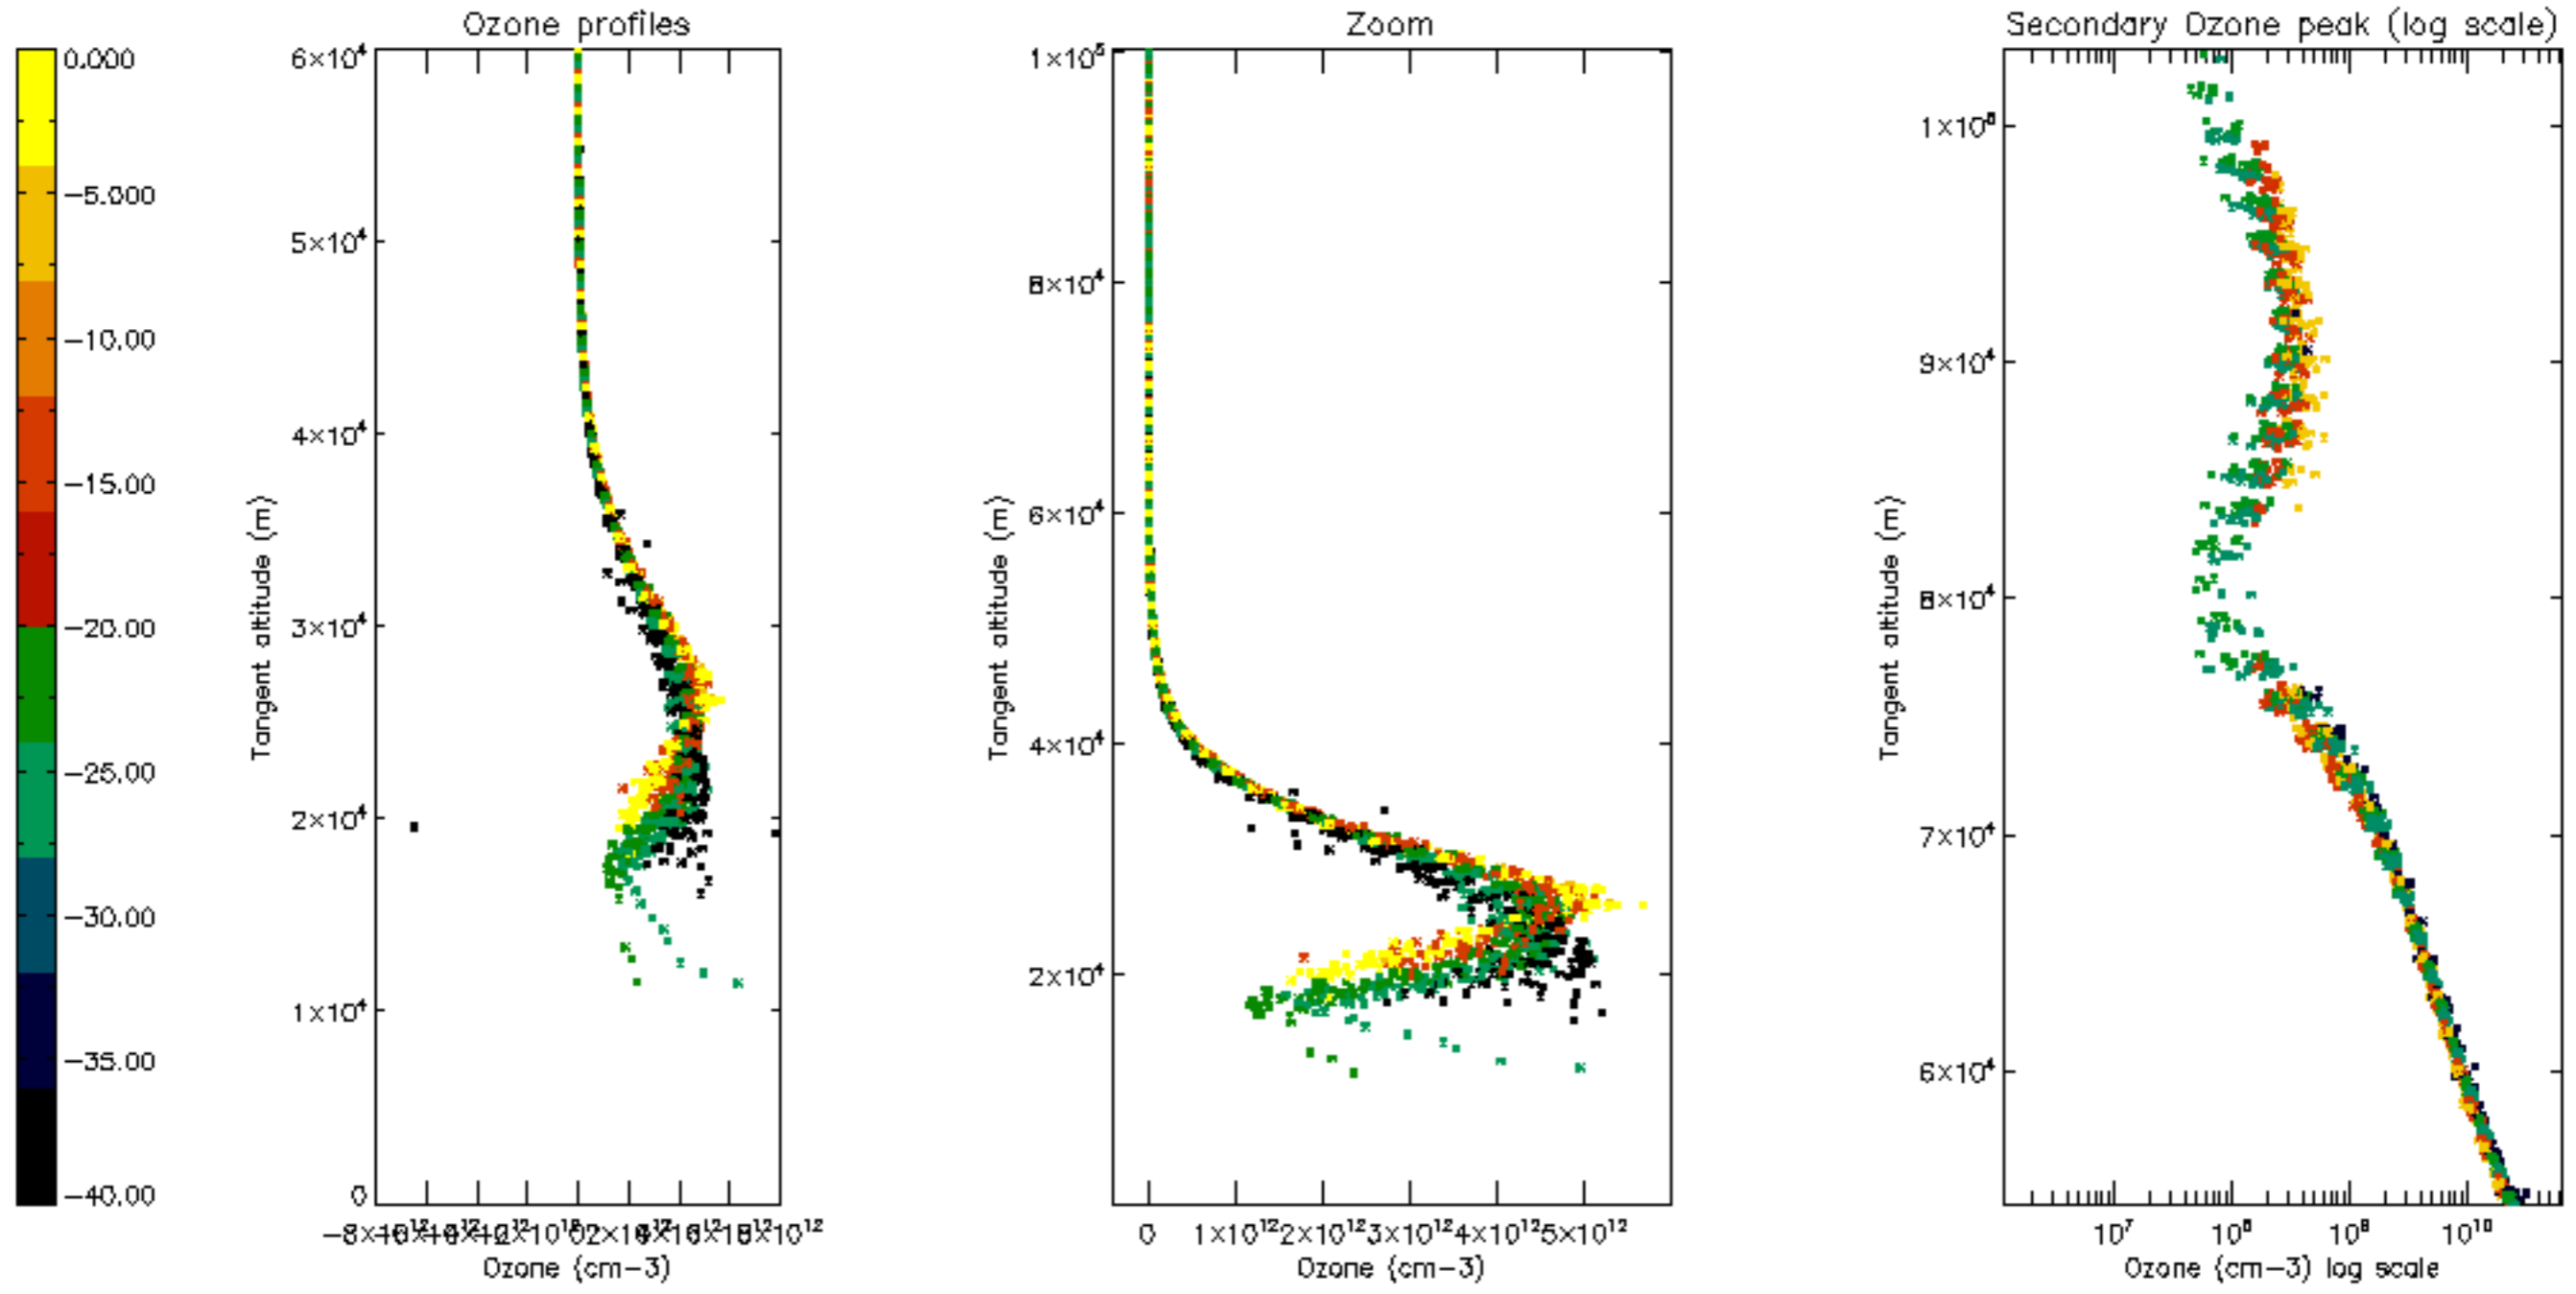 Ozone profiles
Zoom
Secondary Ozone peak (log scale)
0.000
−5.000
−10.00
−15.00
−20.00
−25.00
−30.00
−35.00
−40.00
6×10⁴
5×10⁴
4×10⁴
3×10⁴
2×10⁴
1×10⁴
0
Tangent altitude (m)
Ozone (cm−3)
1×10⁵
8×10⁴
6×10⁴
4×10⁴
2×10⁴
Tangent altitude (m)
0 1×10¹² 2×10¹² 3×10¹² 4×10¹² 5×10¹²
Ozone (cm−3)
9×10⁴
8×10⁴
7×10⁴
6×10⁴
Tangent altitude (m)
10⁷ 10¹⁰
Ozone (cm−3) log scale